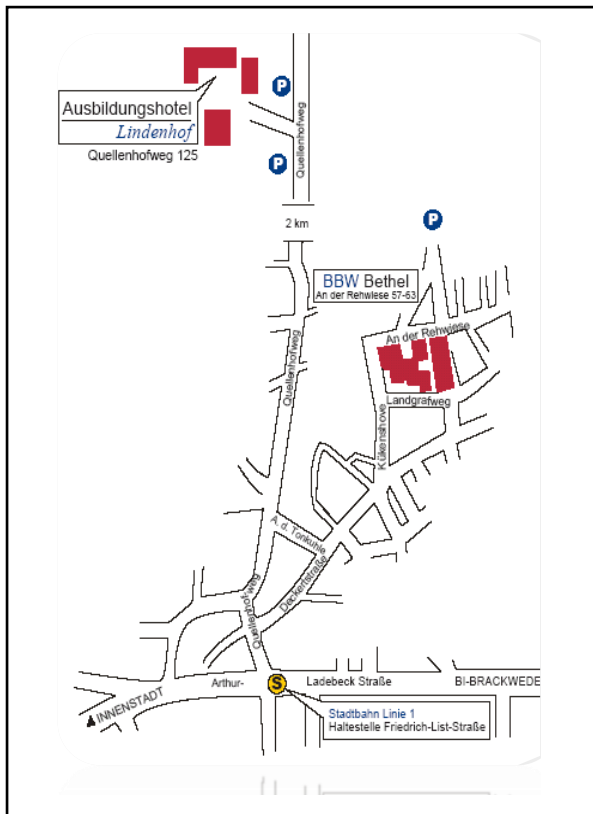 P
Ausbildungshotel
Lindenhof
Quellenhofweg 125
P
Quellenhofweg
2 km
P
BBW Bethel
An der Rehwiese 57-63
An der Rehwiese
Quellenhofweg
Landgrafweg
Kükenshove
A. d. Tonkuhle
Deckertstraße
Quellenhofweg
Arthur-
S
Ladebeck Straße
BI-BRACKWEDE
INNENSTADT
Stadtbahn Linie 1
Haltestelle Friedrich-List-Straße